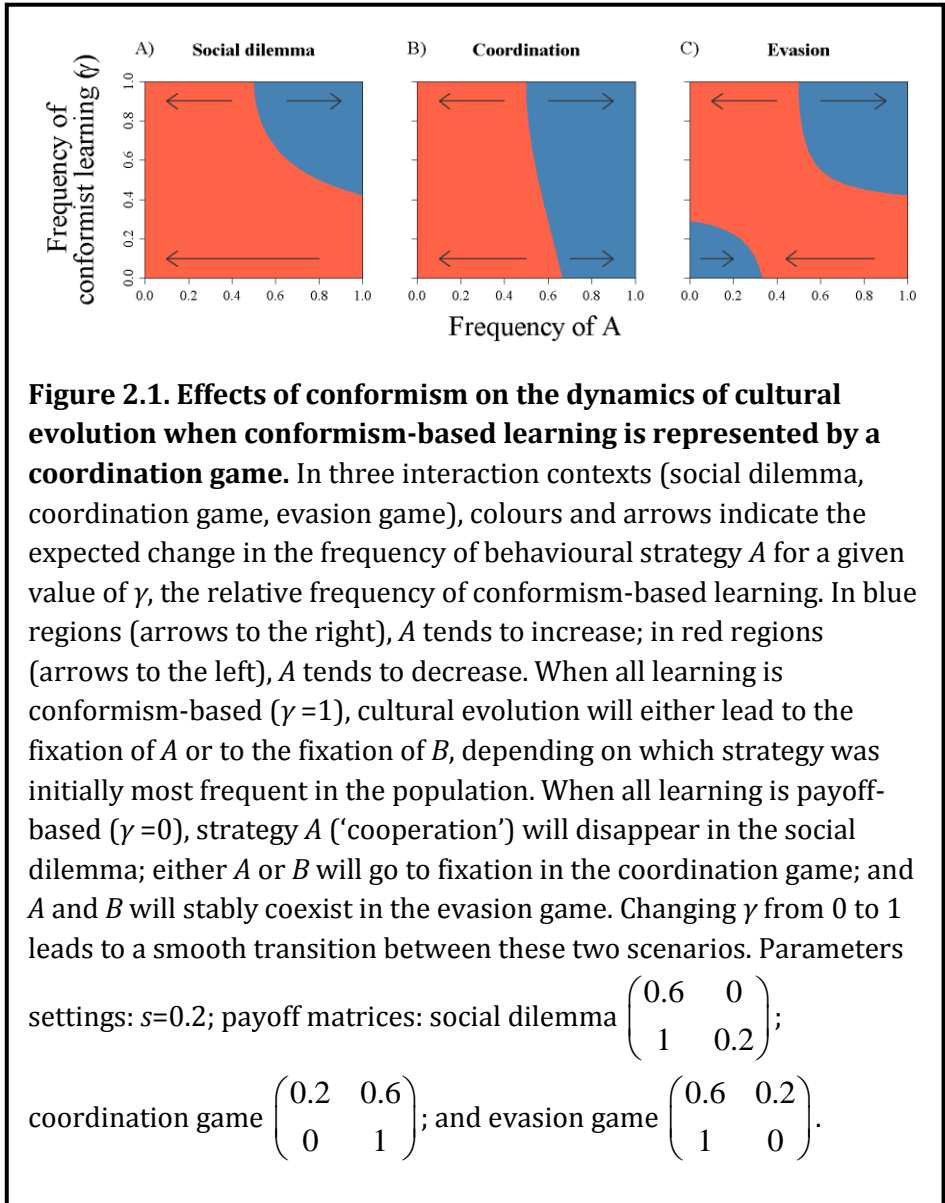 A) Social dilemma B) Coordination C) Evasion
Frequency of
conformist learning (γ)
0.0 0.2 0.4 0.6 0.8 1.0
0.0 0.2 0.4 0.6 0.8 1.0 0.0 0.2 0.4 0.6 0.8 1.0 0.0 0.2 0.4 0.6 0.8 1.0
Frequency of A
Figure 2.1. Effects of conformism on the dynamics of cultural
evolution when conformism-based learning is represented by a
coordination game. In three interaction contexts (social dilemma,
coordination game, evasion game), colours and arrows indicate the
expected change in the frequency of behavioural strategy A for a given
value of γ, the relative frequency of conformism-based learning. In blue
regions (arrows to the right), A tends to increase; in red regions
(arrows to the left), A tends to decrease. When all learning is
conformism-based (γ =1), cultural evolution will either lead to the
fixation of A or to the fixation of B, depending on which strategy was
initially most frequent in the population. When all learning is payoff-
based (γ =0), strategy A (‘cooperation’) will disappear in the social
dilemma; either A or B will go to fixation in the coordination game; and
A and B will stably coexist in the evasion game. Changing γ from 0 to 1
leads to a smooth transition between these two scenarios. Parameters
settings: s=0.2; payoff matrices: social dilemma (0.6 0
1 0.2);
coordination game (0.2 0.6
0 1); and evasion game (0.6 0.2
1 0).